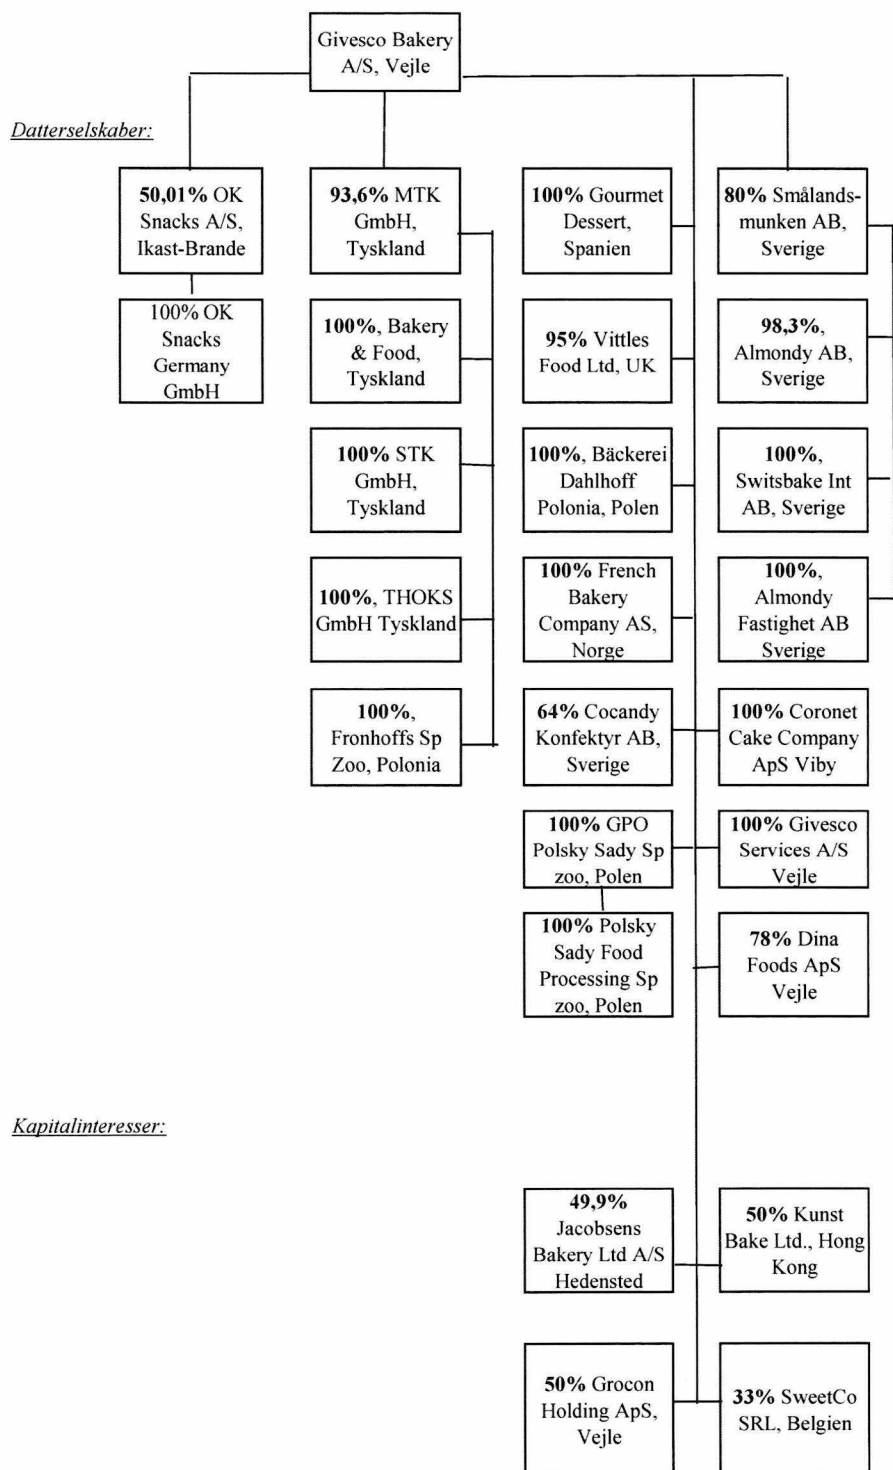 Givesco Bakery
A/S, Vejle
Datterselskaber:
50,01% OK
Snacks A/S,
Ikast-Brande
93,6% MTK
GmbH,
Tyskland
100% Gourmet
Dessert,
Spanien
80% Smålands-
munken AB,
Sverige
100% OK
Snacks
Germany
GmbH
100%, Bakery
& Food,
Tyskland
95% Vittles
Food Ltd, UK
98,3%,
Almondy AB,
Sverige
100% STK
GmbH,
Tyskland
100%, Bäckerei
Dahlhoff
Polonia, Polen
100%,
Switsbake Int
AB, Sverige
100%, THOKS
GmbH Tyskland
100% French
Bakery
Company AS,
Norge
100%,
Almondy
Fastighet AB
Sverige
100%,
Fronhoffs Sp
Zoo, Polonia
64% Cocandy
Konfektyr AB,
Sverige
100% Coronet
Cake Company
ApS Viby
100% GPO
Polsky Sady Sp
zoo, Polen
100% Givesco
Services A/S
Vejle
100% Polsky
Sady Food
Processing Sp
zoo, Polen
78% Dina
Foods ApS
Vejle
Kapitalinteresser:
49,9%
Jacobsens
Bakery Ltd A/S
Hedensted
50% Kunst
Bake Ltd., Hong
Kong
50% Grocon
Holding ApS,
Vejle
33% SweetCo
SRL, Belgien